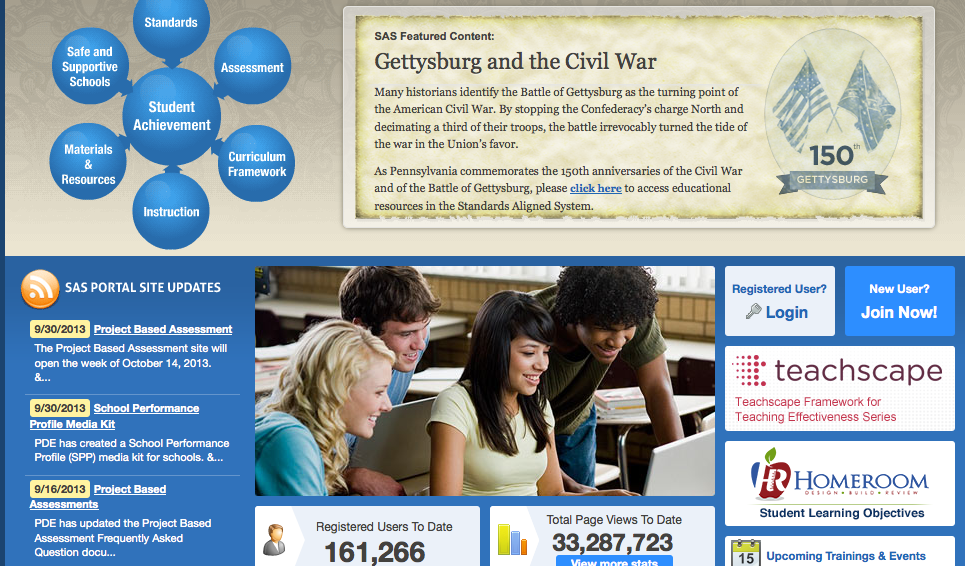 Standards
Safe and
Supportive
Schools
Assessment
Student
Achievement
Materials
&
Resources
Curriculum
Framework
Instruction
SAS Featured Content:
Gettysburg and the Civil War
Many historians identify the Battle of Gettysburg as the turning point of
the American Civil War. By stopping the Confederacy's charge North and
decimating a third of their troops, the battle irrevocably turned the tide of
the war in the Union's favor.
As Pennsylvania commemorates the 150th anniversaries of the Civil War
and of the Battle of Gettysburg, please click here to access educational
resources in the Standards Aligned System.
150th
GETTYSBURG
SAS PORTAL SITE UPDATES
9/30/2013 Project Based Assessment
The Project Based Assessment site will
open the week of October 14, 2013.
&...
9/30/2013 School Performance
Profile Media Kit
PDE has created a School Performance
Profile (SPP) media kit for schools. &...
9/16/2013 Project Based
Assessments
PDE has updated the Project Based
Assessment Frequently Asked
Question docu...
Registered Users To Date
161,266
Total Page Views To Date
33,287,723
View more stats
Registered User?
Login
New User?
Join Now!
teachscape
Teachscape Framework for
Teaching Effectiveness Series
HOMEROOM
DESIGN • BUILD • REVIEW
Student Learning Objectives
15
Upcoming Trainings & Events